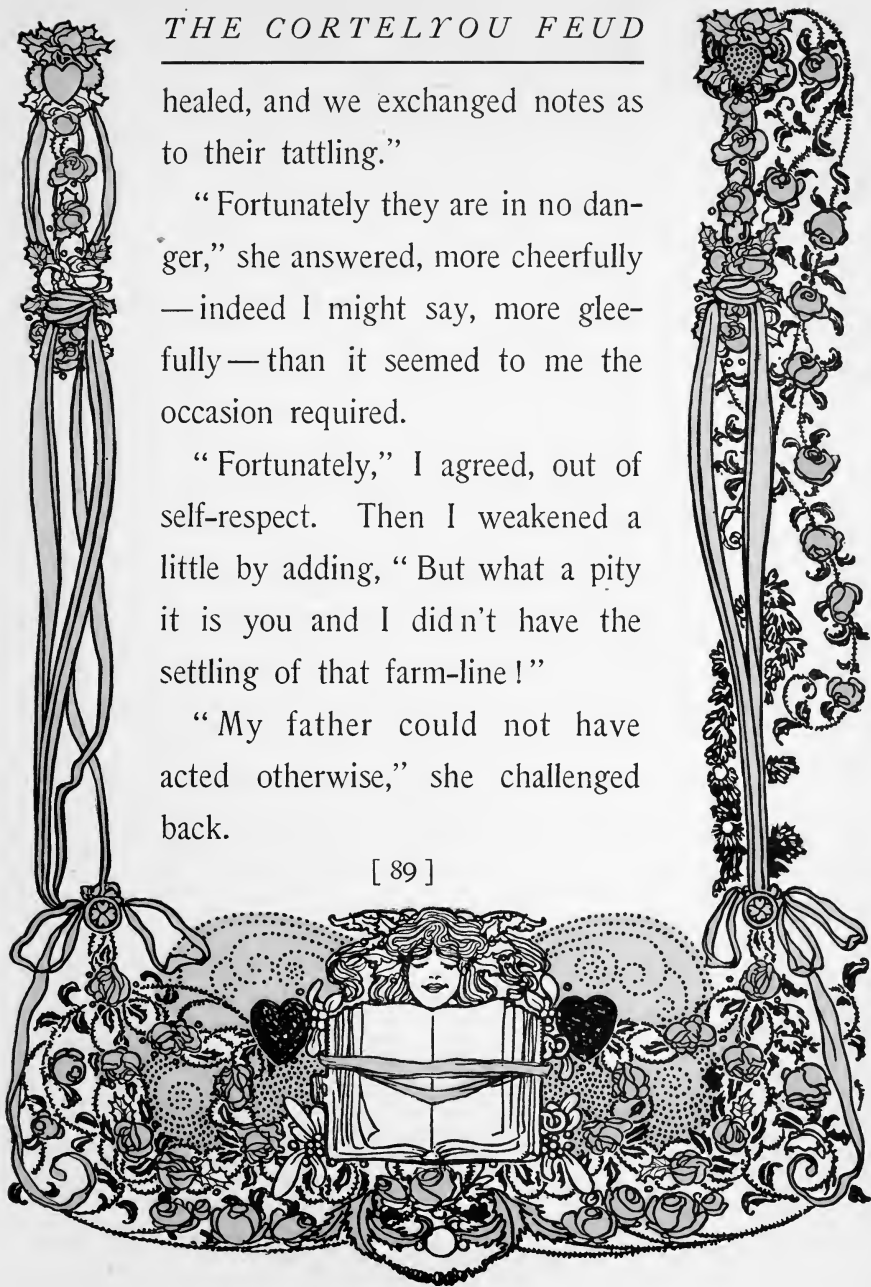 THE CORTELYOU FEUD
healed, and we exchanged notes as
to their tattling.”
“Fortunately they are in no dan-
ger,” she answered, more cheerfully
—indeed I might say, more glee-
fully—than it seemed to me the
occasion required.
“Fortunately,” I agreed, out of
self-respect. Then I weakened a
little by adding, “But what a pity
it is you and I didn't have the
settling of that farm-line!”
“My father could not have
acted otherwise,” she challenged
back.
[ 89 ]